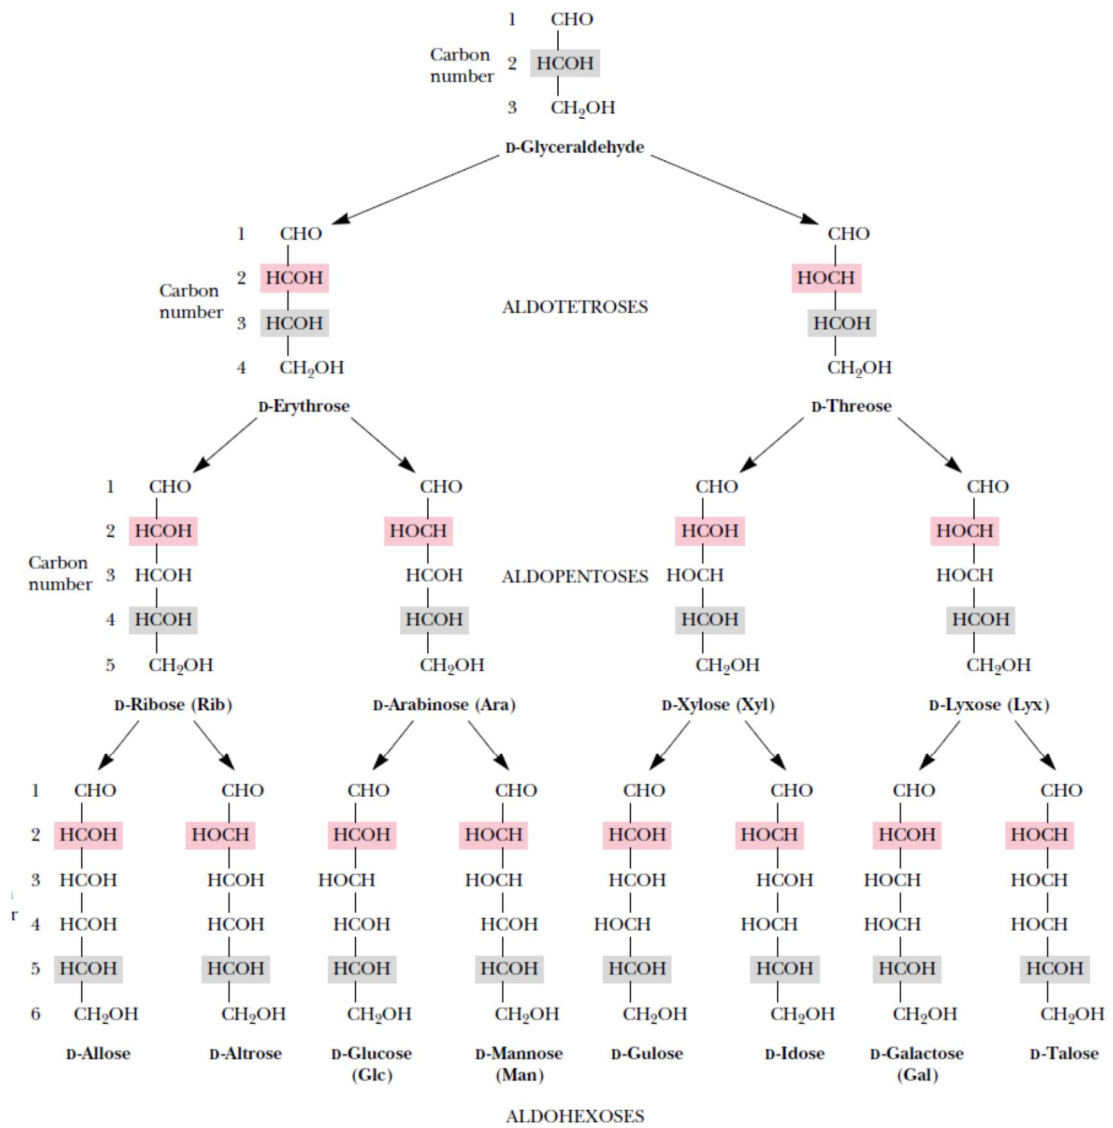 1 CHO
Carbon number 2 HCOH
3 CH₂OH
D-Glyceraldehyde
1 CHO CHO
2 HCOH HOCH
Carbon number ALDOTETROSES
3 HCOH HCOH
4 CH₂OH CH₂OH
D-Erythrose D-Threose
1 CHO CHO CHO CHO
2 HCOH HOCH HCOH HOCH
Carbon number 3 HCOH HCOH ALDOPENTOSES HOCH HOCH
4 HCOH HCOH HCOH HCOH
5 CH₂OH CH₂OH CH₂OH CH₂OH
D-Ribose (Rib) D-Arabinose (Ara) D-Xylose (Xyl) D-Lyxose (Lyx)
1 CHO CHO CHO CHO CHO CHO CHO CHO
2 HCOH HOCH HCOH HOCH HCOH HOCH HCOH HOCH
3 HCOH HCOH HOCH HOCH HCOH HCOH HOCH HOCH
r 4 HCOH HCOH HCOH HCOH HOCH HOCH HOCH HOCH
5 HCOH HCOH HCOH HCOH HCOH HCOH HCOH HCOH
6 CH₂OH CH₂OH CH₂OH CH₂OH CH₂OH CH₂OH CH₂OH CH₂OH
D-Allose D-Altrose D-Glucose D-Mannose D-Gulose D-Idose D-Galactose D-Talose
(Glc) (Man) (Gal)
ALDOHEXOSES